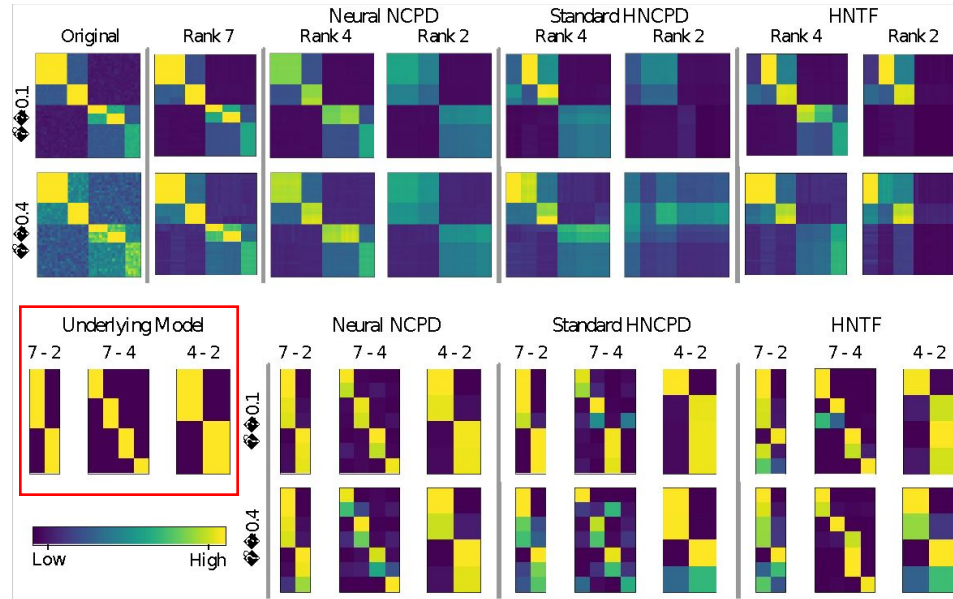 Neural NCPD Standard HNCPD HNTF
Original Rank 7 Rank 4 Rank 2 Rank 4 Rank 2 Rank 4 Rank 2
��0.1
��0.4
Underlying Model Neural NCPD Standard HNCPD HNTF
7 - 2 7 - 4 4 - 2 7 - 2 7 - 4 4 - 2 7 - 2 7 - 4 4 - 2 7 - 2 7 - 4 4 - 2
��0.1
��0.4
Low High